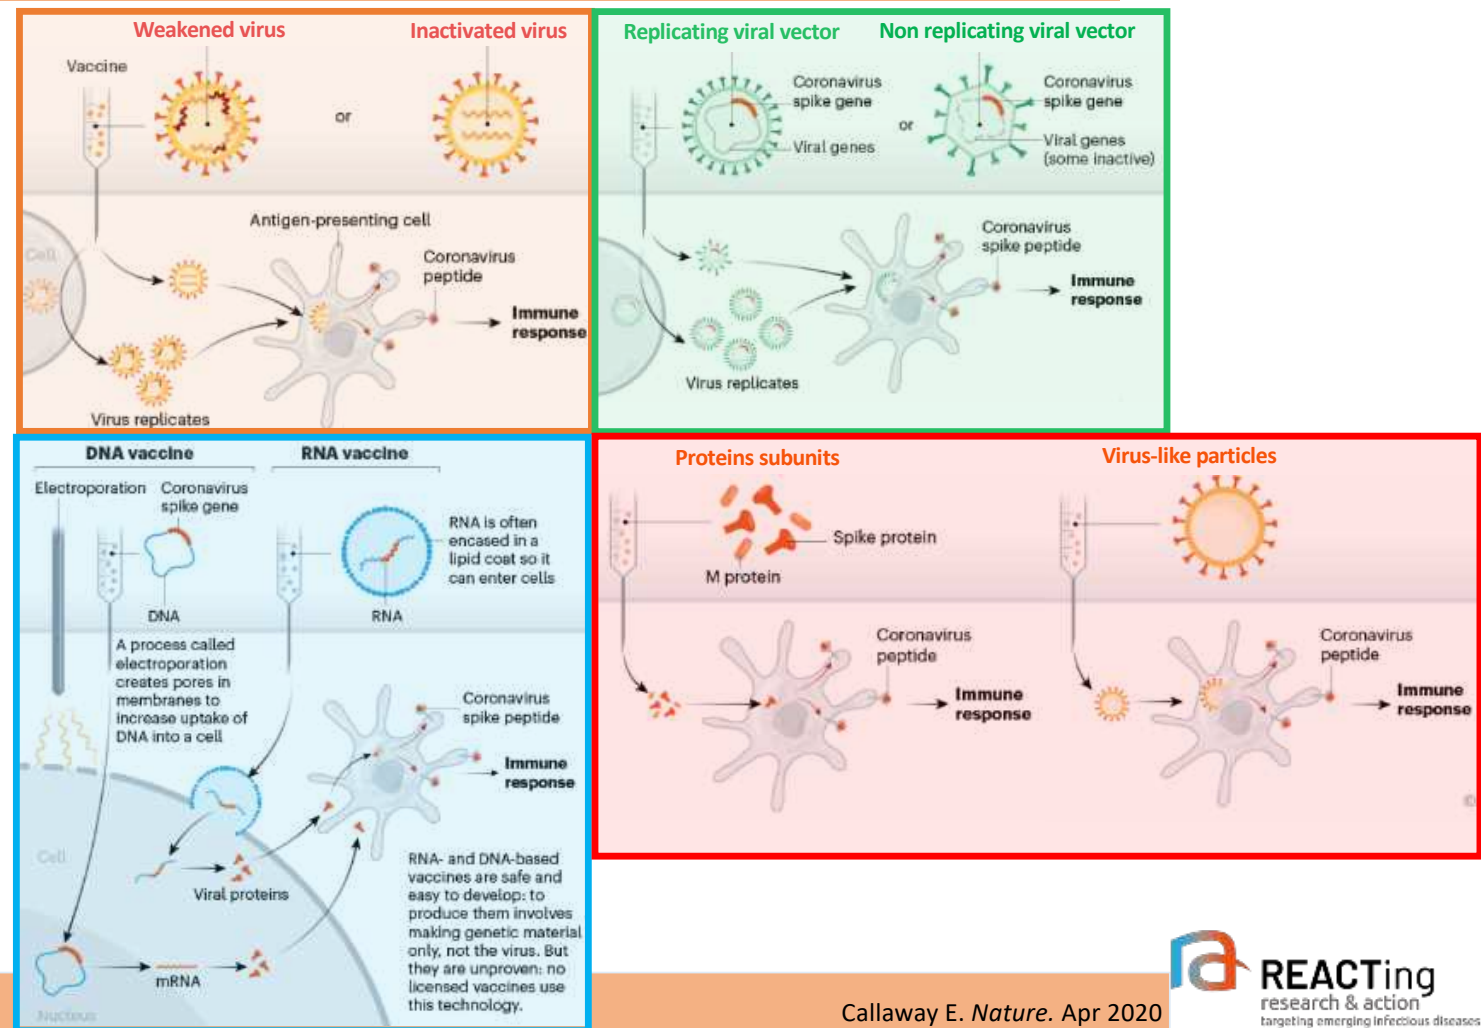 Weakened virus
Inactivated virus
Vaccine
or
Cell
Antigen-presenting cell
Coronavirus
peptide
Immune
response
Virus replicates
Replicating viral vector
Non replicating viral vector
Coronavirus
spike gene
Viral genes
or
Coronavirus
spike gene
Viral genes
(some inactive)
Coronavirus
spike peptide
Immune
response
Virus replicates
DNA vaccine
RNA vaccine
Electroporation
Coronavirus
spike gene
DNA
RNA is often
encased in a
lipid coat so it
can enter cells
RNA
A process called
electroporation
creates pores in
membranes to
increase uptake of
DNA into a cell
Coronavirus
spike peptide
Immune
response
Cell
Viral proteins
RNA- and DNA-based
vaccines are safe and
easy to develop: to
produce them involves
making genetic material
only, not the virus. But
they are unproven: no
licensed vaccines use
this technology.
mRNA
Nucleus
Proteins subunits
Spike protein
M protein
Coronavirus
peptide
Immune
response
Virus-like particles
Coronavirus
peptide
Immune
response
Callaway E. Nature. Apr 2020
REACTing
research & action
targeting emerging infectious diseases